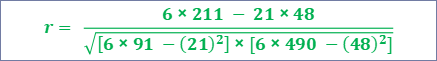 r = (6 × 211 − 21 × 48) / √([6 × 91 − (21)²] × [6 × 490 − (48)²])